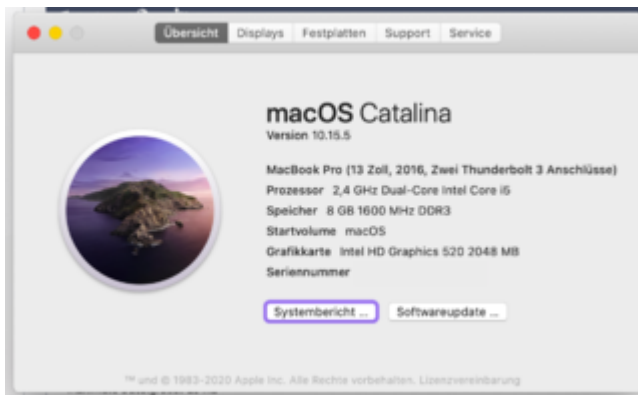 Übersicht Displays Festplatten Support Service
macOS Catalina
Version 10.15.5
MacBook Pro (13 Zoll, 2016, Zwei Thunderbolt 3 Anschlüsse)
Prozessor 2,4 GHz Dual-Core Intel Core i5
Speicher 8 GB 1600 MHz DDR3
Startvolume macOS
Grafikkarte Intel HD Graphics 520 2048 MB
Seriennummer
Systembericht ... Softwareupdate ...
™ und © 1983-2020 Apple Inc. Alle Rechte vorbehalten. Lizenzvereinbarung